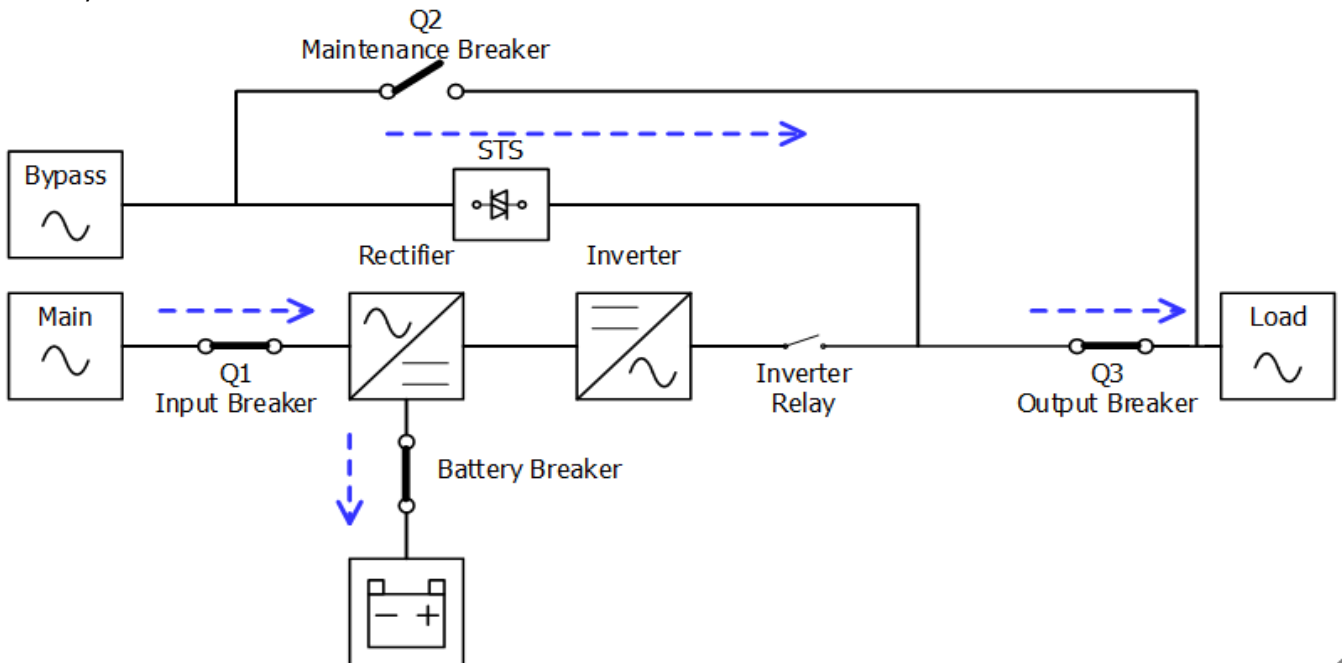 Q2
Maintenance Breaker
STS
Bypass
Rectifier
Inverter
Main
Load
Q1
Input Breaker
Inverter
Relay
Q3
Output Breaker
Battery Breaker